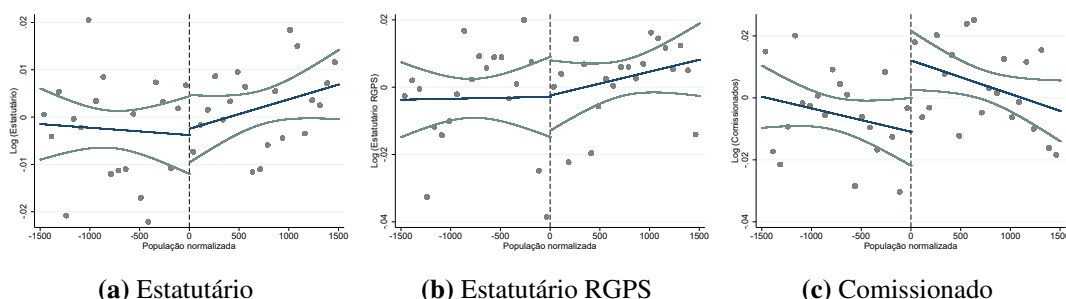 Log (Estatutário)
.02
.01
0
-.01
-.02
-1500 -1000 -500 0 500 1000 1500
População normalizada
(a) Estatutário
Log (Estatutário RGPS)
.02
0
-.02
-.04
-1500 -1000 -500 0 500 1000 1500
População normalizada
(b) Estatutário RGPS
Log (Comissionados)
.02
0
-.02
-.04
-1500 -1000 -500 0 500 1000 1500
População normalizada
(c) Comissionado